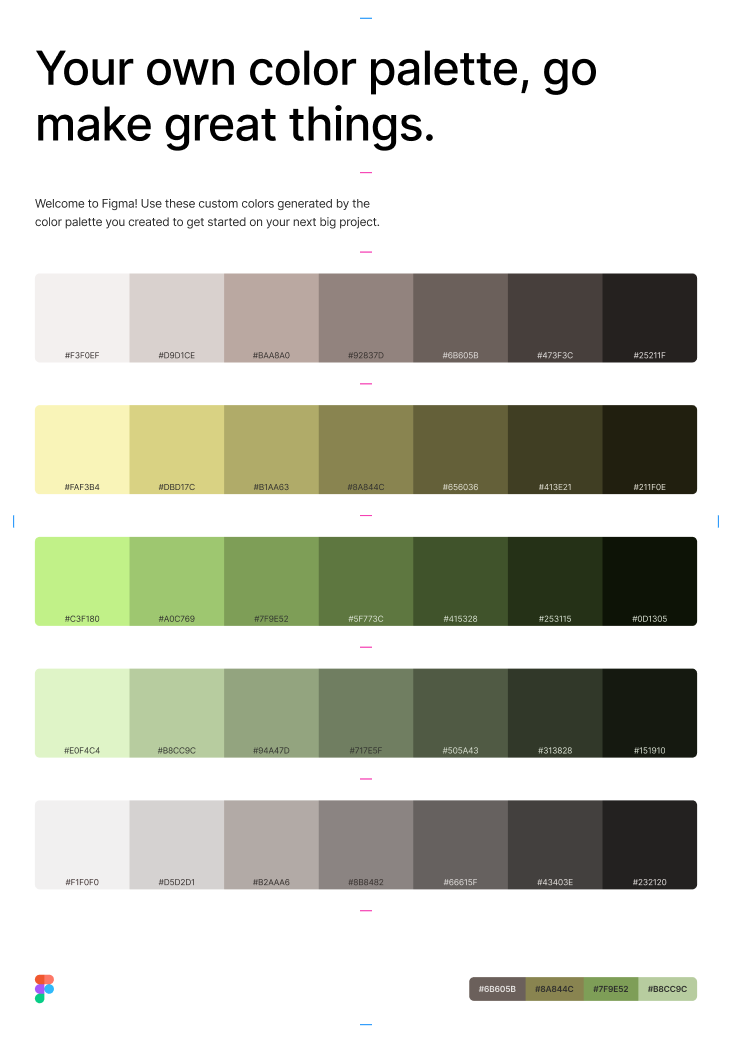 Your own color palette, go
make great things.
Welcome to Figma! Use these custom colors generated by the
color palette you created to get started on your next big project.
#F3F0EF #D9D1CE #BAA8A0 #92837D #6B605B #473F3C #25211F
#FAF3B4 #DBD17C #B1AA63 #8A844C #656036 #413E21 #211F0E
#C3F180 #A0C769 #7F9E52 #5F773C #415328 #253115 #0D1305
#E0F4C4 #B8CC9C #94A47D #717E5F #505A43 #313828 #151910
#F1F0F0 #D5D2D1 #B2AAA6 #8B8482 #66615F #43403E #232120
#6B605B #8A844C #7F9E52 #B8CC9C